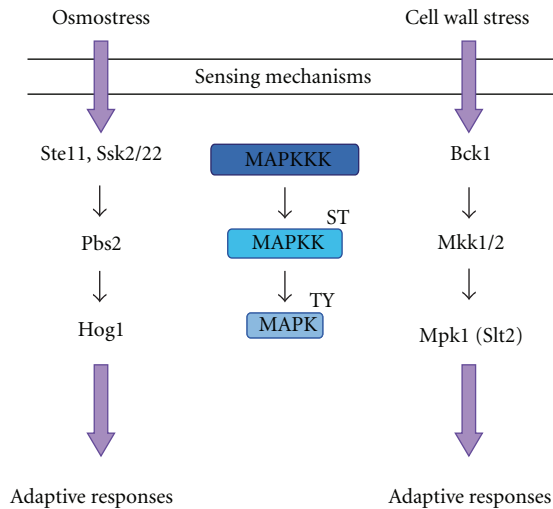 Osmostress
Cell wall stress
Sensing mechanisms
Ste11, Ssk2/22
MAPKKK
Bck1
ST
Pbs2
MAPKK
Mkk1/2
TY
Hog1
MAPK
Mpk1 (Slt2)
Adaptive responses
Adaptive responses